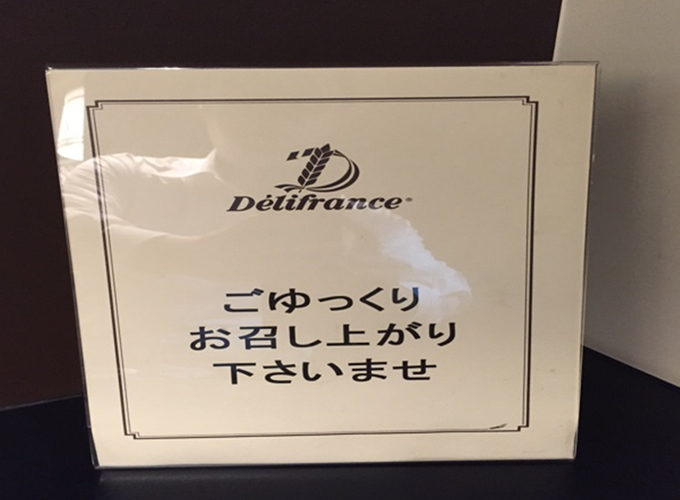 Délifrance®
ごゆっくり
お召し上がり
下さいませ